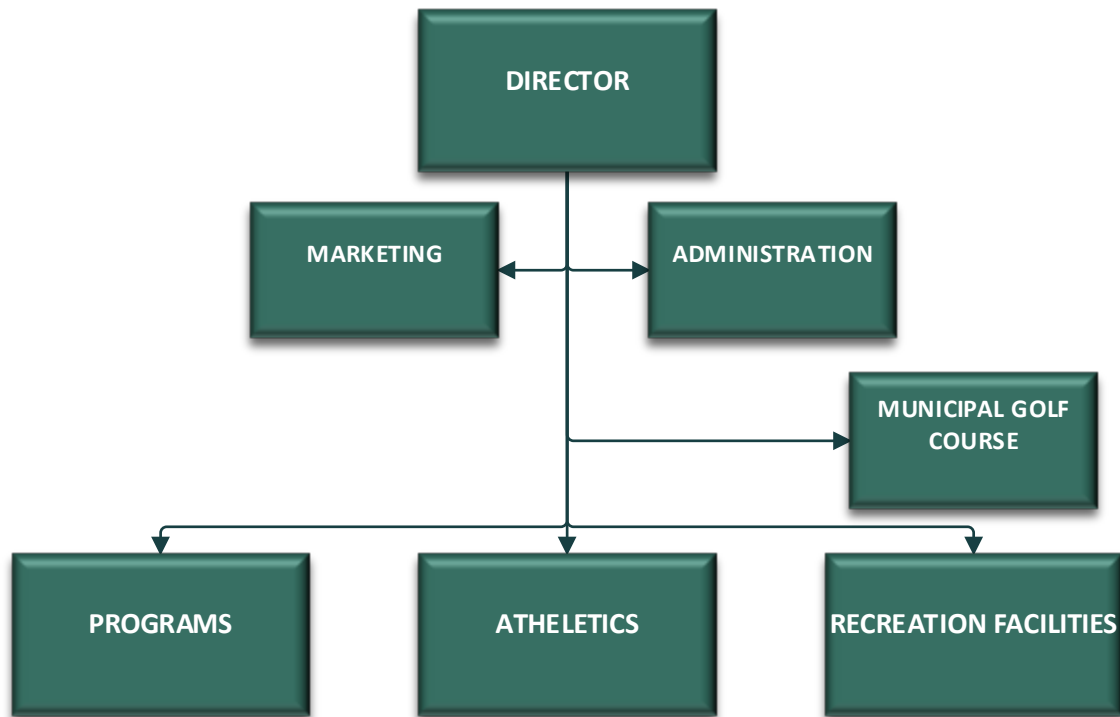 DIRECTOR
MARKETING
ADMINISTRATION
MUNICIPAL GOLF
COURSE
PROGRAMS
ATHELETICS
RECREATION FACILITIES